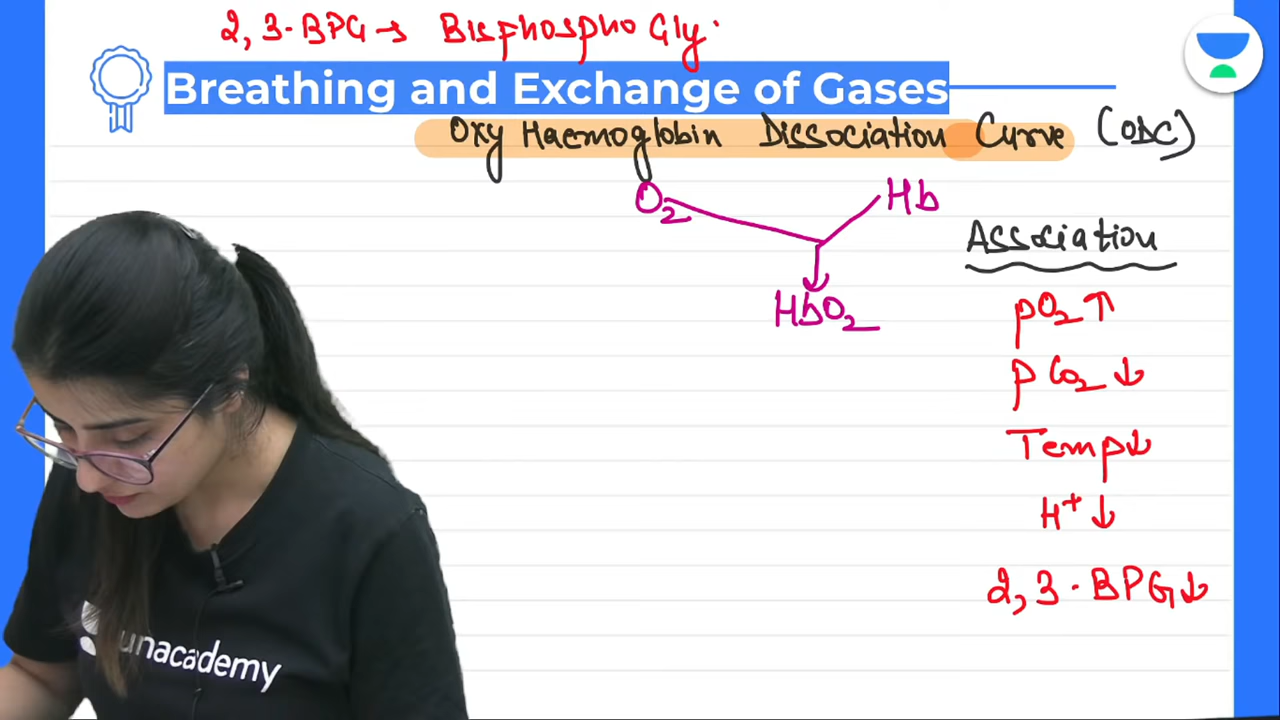 2,3-BPG → Bisphospho Gly.
Breathing and Exchange of Gases
Oxy Haemoglobin Dissociation Curve (ODC)
O₂ Hb
HbO₂
Association
pO₂ ↑
pCO₂ ↓
Temp ↓
H⁺ ↓
2,3-BPG ↓
unacademy